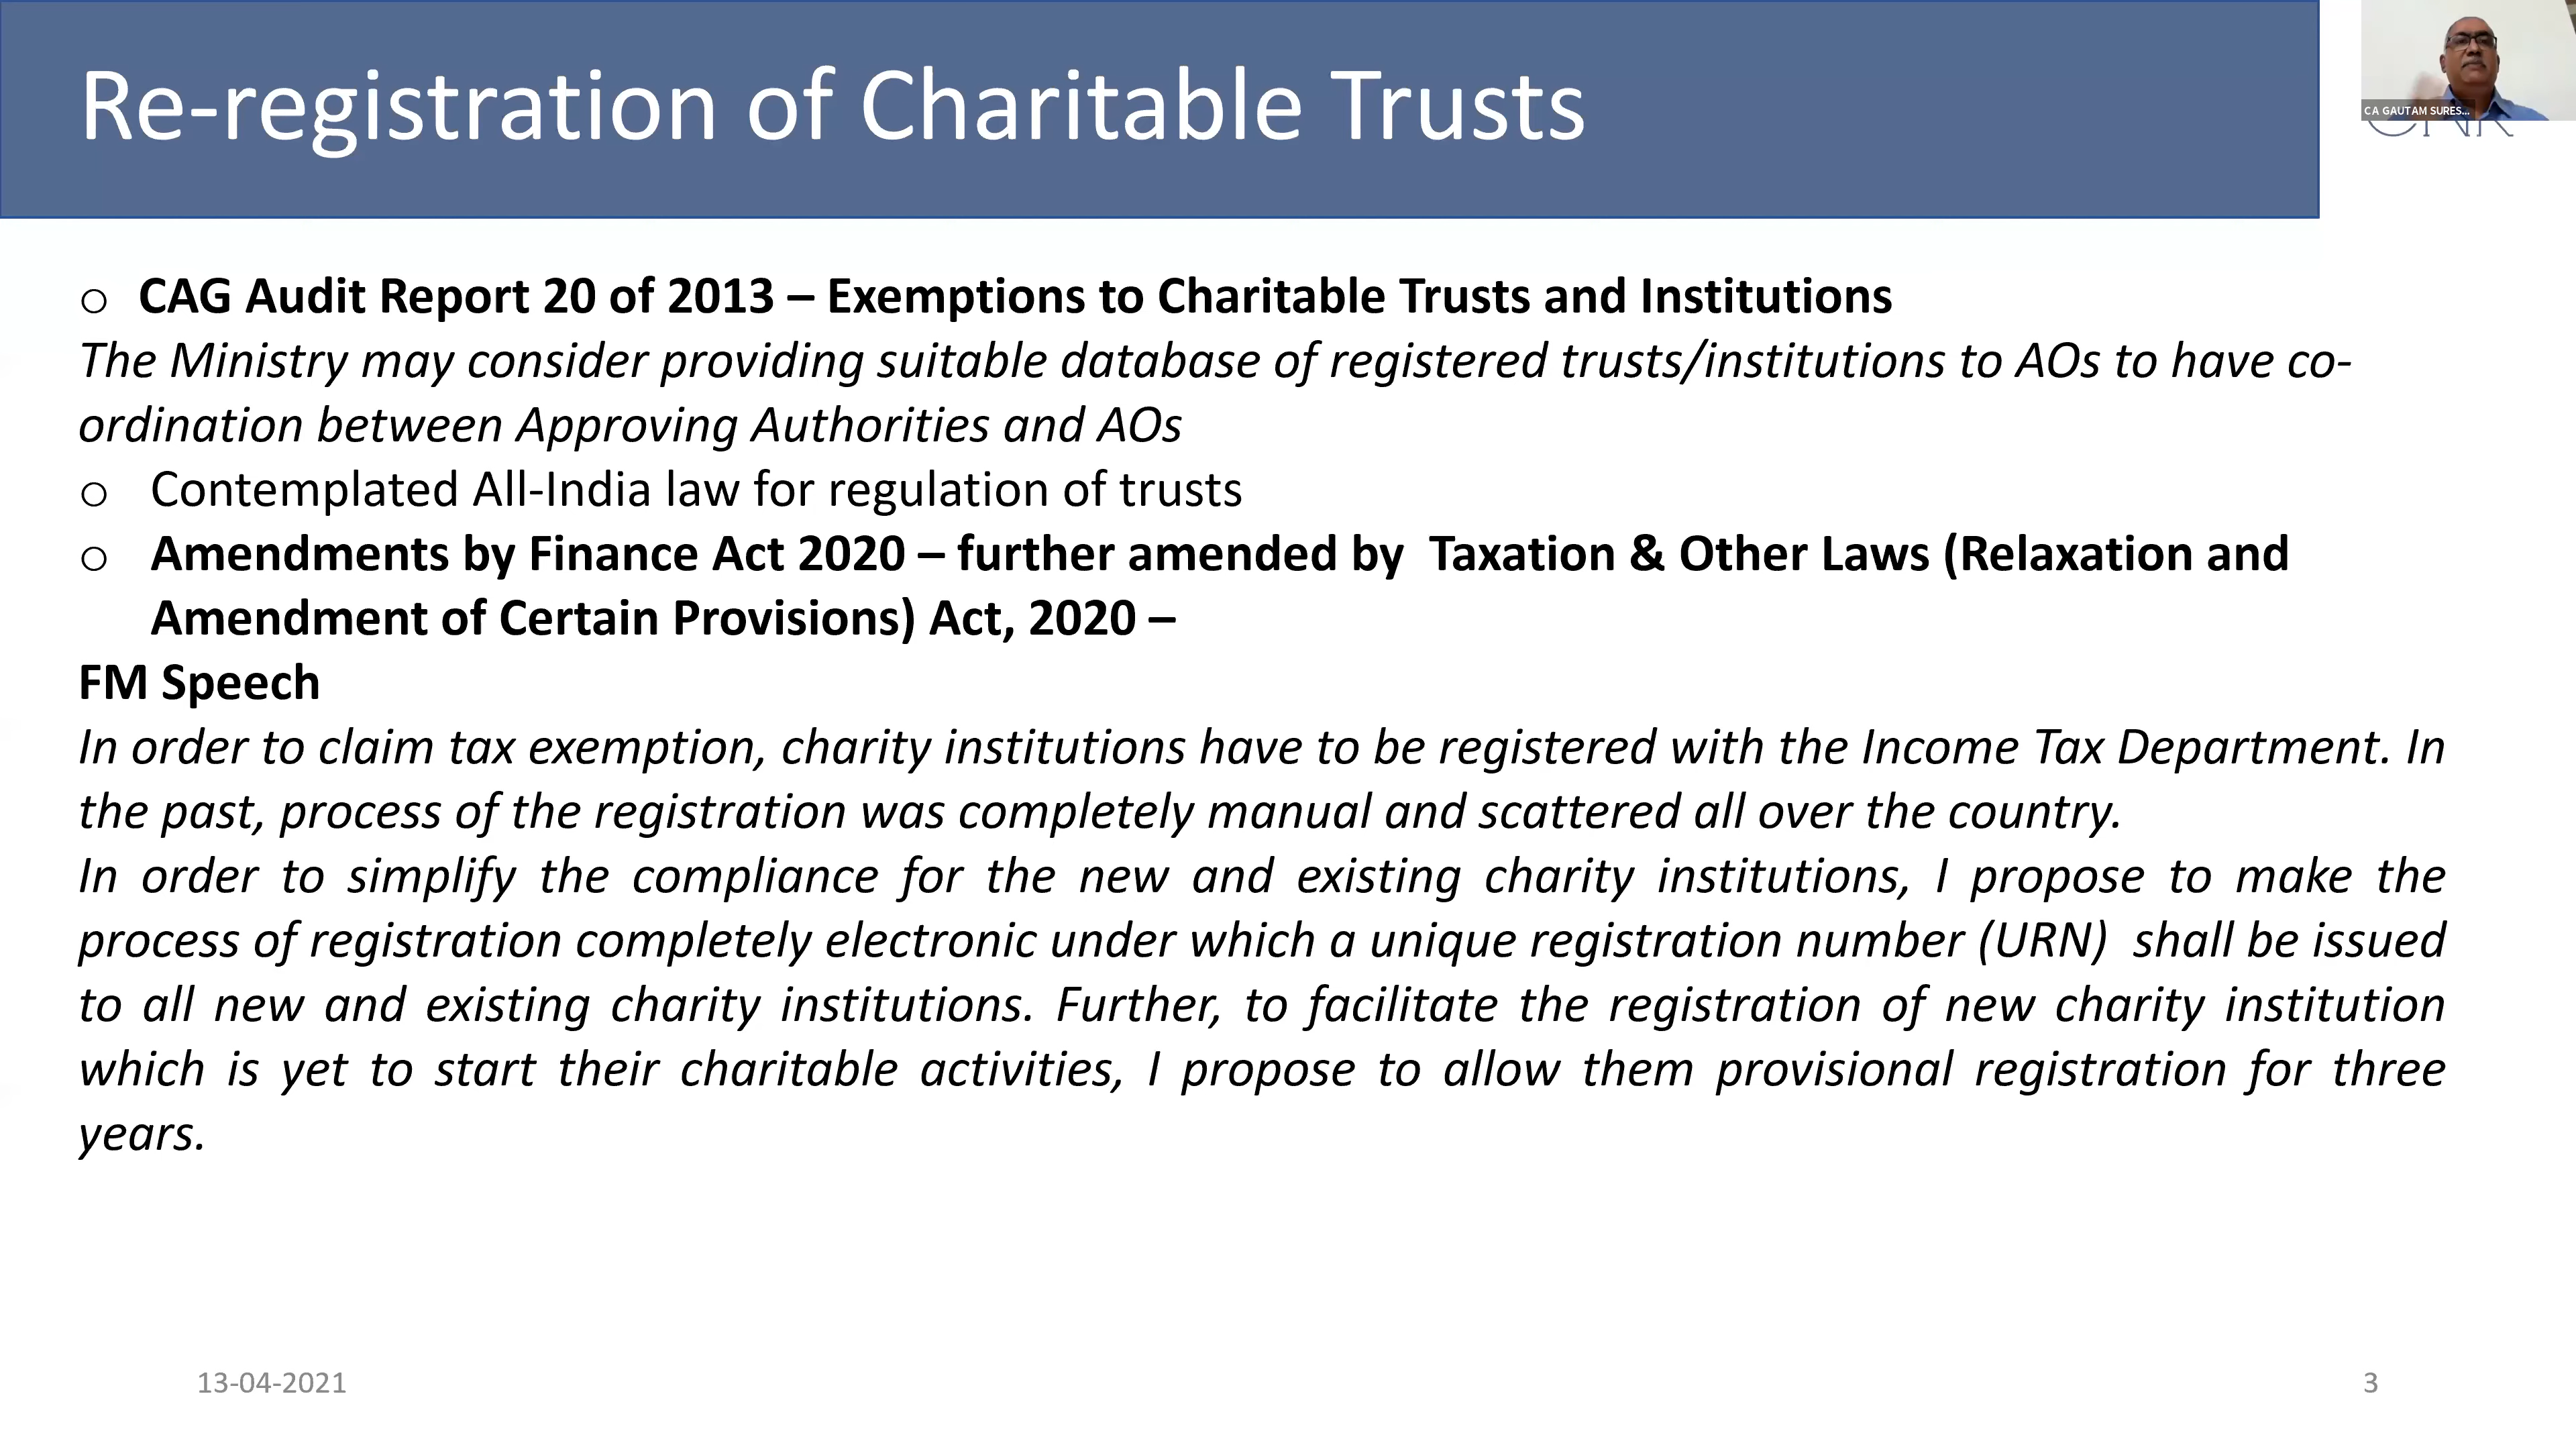 Re-registration of Charitable Trusts
CA GAUTAM SURES...
o CAG Audit Report 20 of 2013 – Exemptions to Charitable Trusts and Institutions
The Ministry may consider providing suitable database of registered trusts/institutions to AOs to have co-
ordination between Approving Authorities and AOs
o Contemplated All-India law for regulation of trusts
o Amendments by Finance Act 2020 – further amended by  Taxation & Other Laws (Relaxation and
Amendment of Certain Provisions) Act, 2020 –
FM Speech
In order to claim tax exemption, charity institutions have to be registered with the Income Tax Department. In
the past, process of the registration was completely manual and scattered all over the country.
In order to simplify the compliance for the new and existing charity institutions, I propose to make the
process of registration completely electronic under which a unique registration number (URN)  shall be issued
to all new and existing charity institutions. Further, to facilitate the registration of new charity institution
which is yet to start their charitable activities, I propose to allow them provisional registration for three
years.
13-04-2021
3